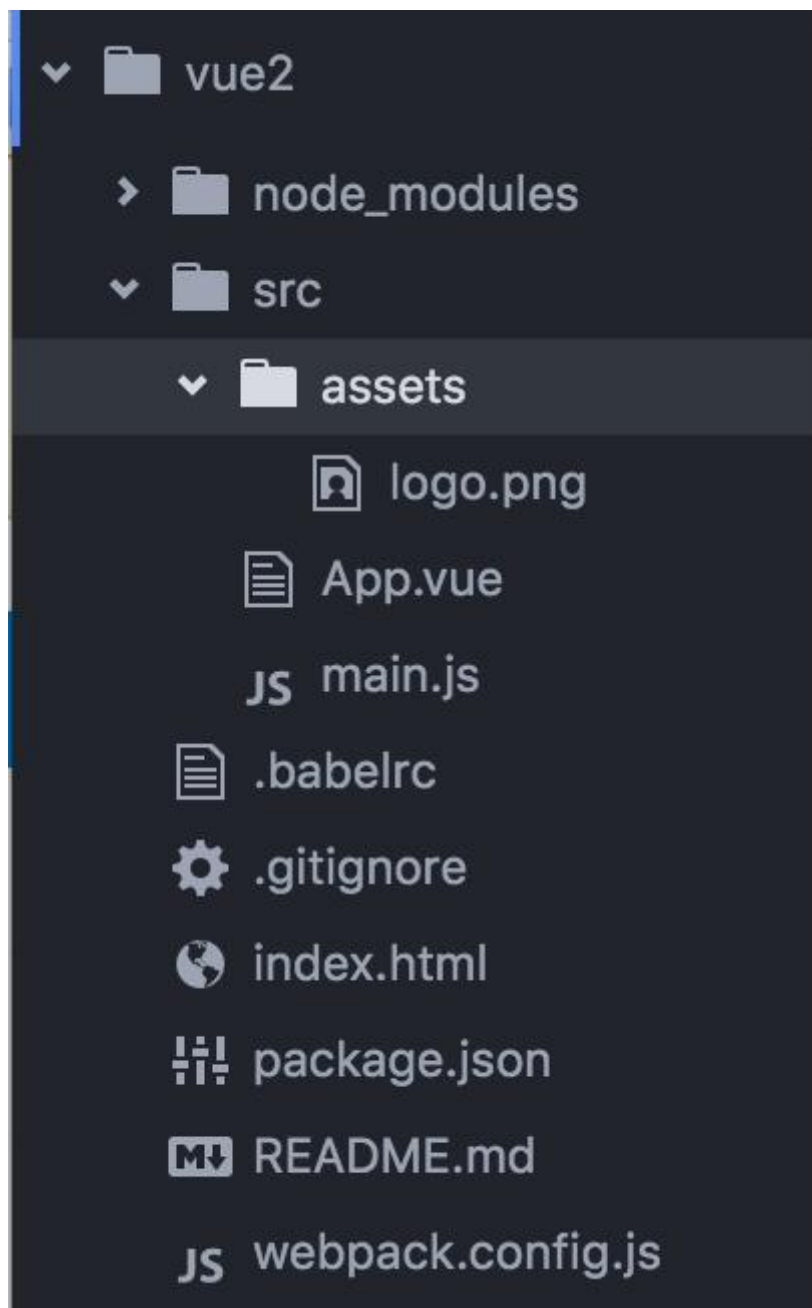 vue2
node_modules
src
assets
logo.png
App.vue
JS main.js
.babelrc
.gitignore
index.html
package.json
M README.md
JS webpack.config.js